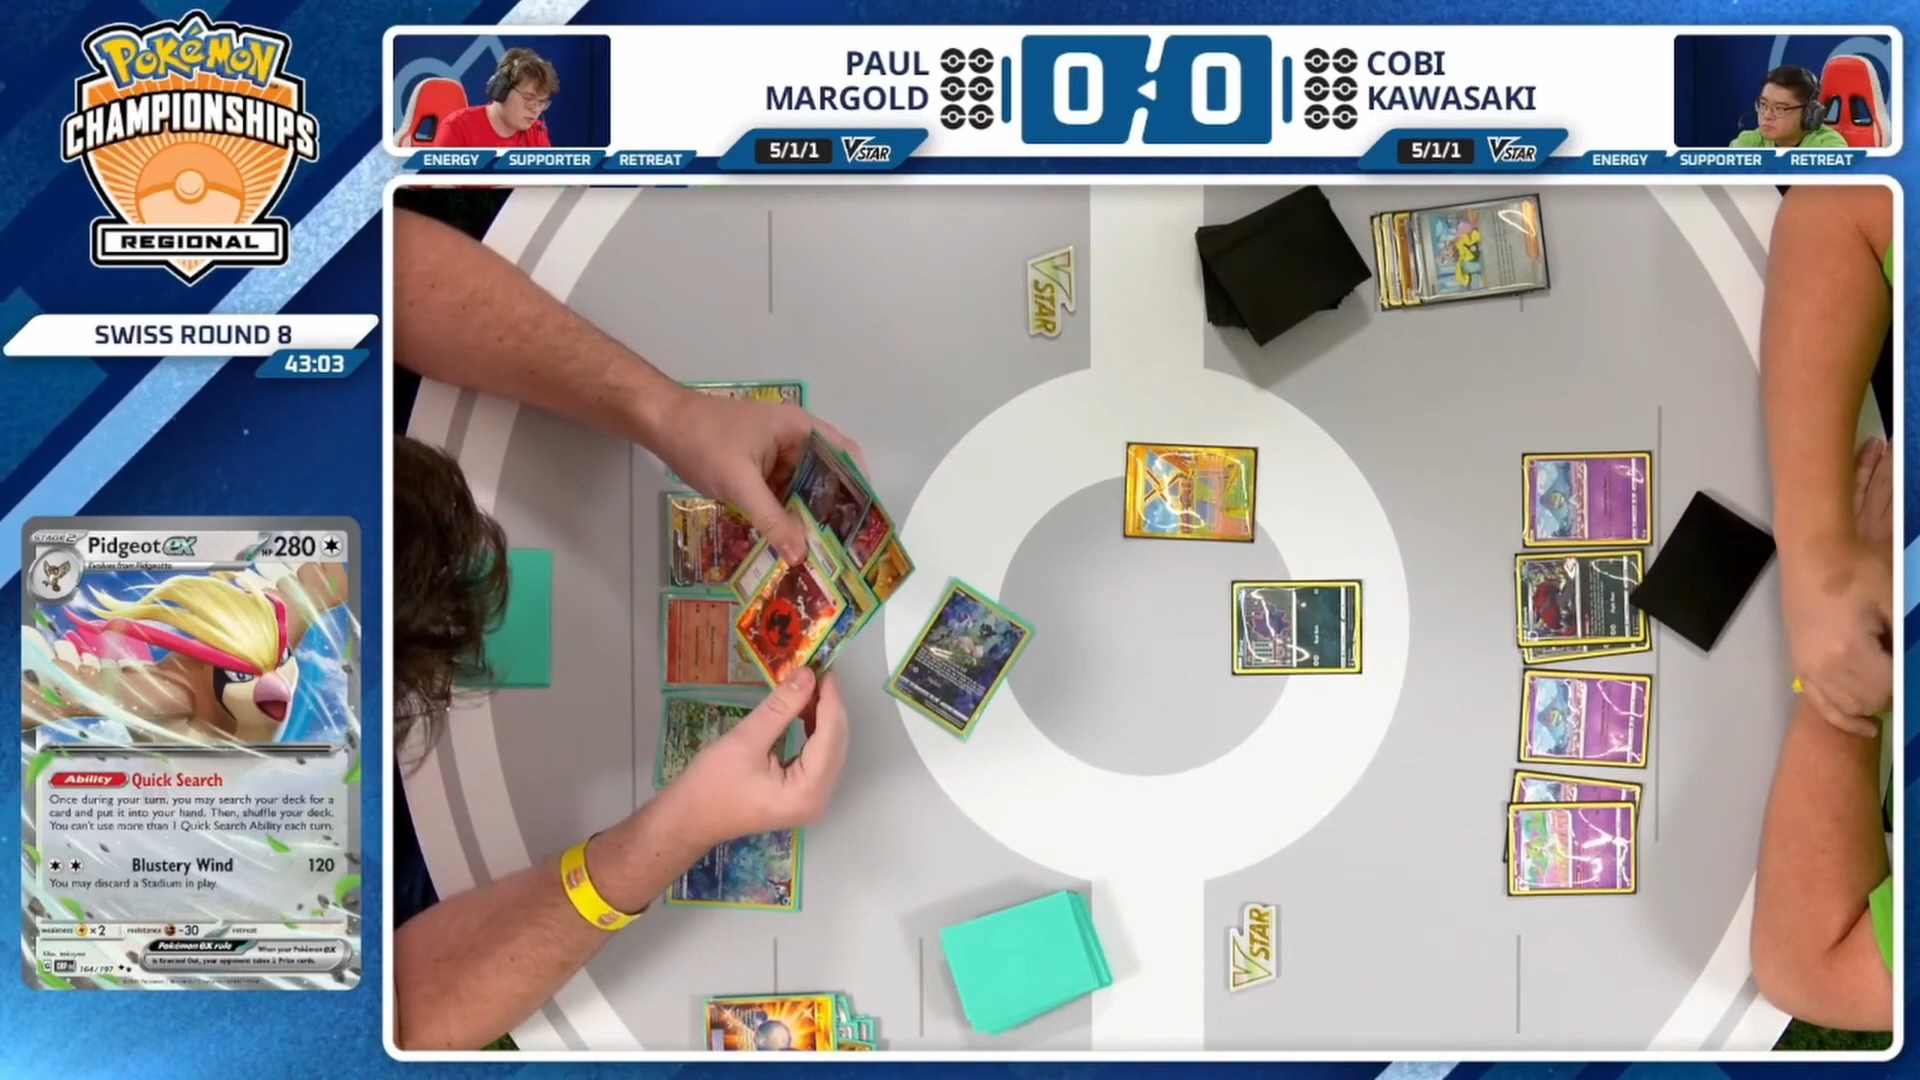 Pokémon
CHAMPIONSHIPS
REGIONAL
SWISS ROUND 8
43:03
PAUL
MARGOLD
0
0
COBI
KAWASAKI
ENERGY
SUPPORTER
RETREAT
5/1/1
VSTAR
5/1/1
VSTAR
ENERGY
SUPPORTER
RETREAT
VSTAR
VSTAR
STAGE 2
Pidgeot ex
HP 280
Evolves from Pidgeotto
Ability Quick Search
Once during your turn, you may search your deck for a
card and put it into your hand. Then, shuffle your deck.
You can't use more than 1 Quick Search Ability each turn.
Blustery Wind 120
You may discard a Stadium in play.
weakness ×2 resistance -30 retreat
Pokémon ex rule
When your Pokémon ex
is Knocked Out, your opponent takes 2 Prize cards.
164/197